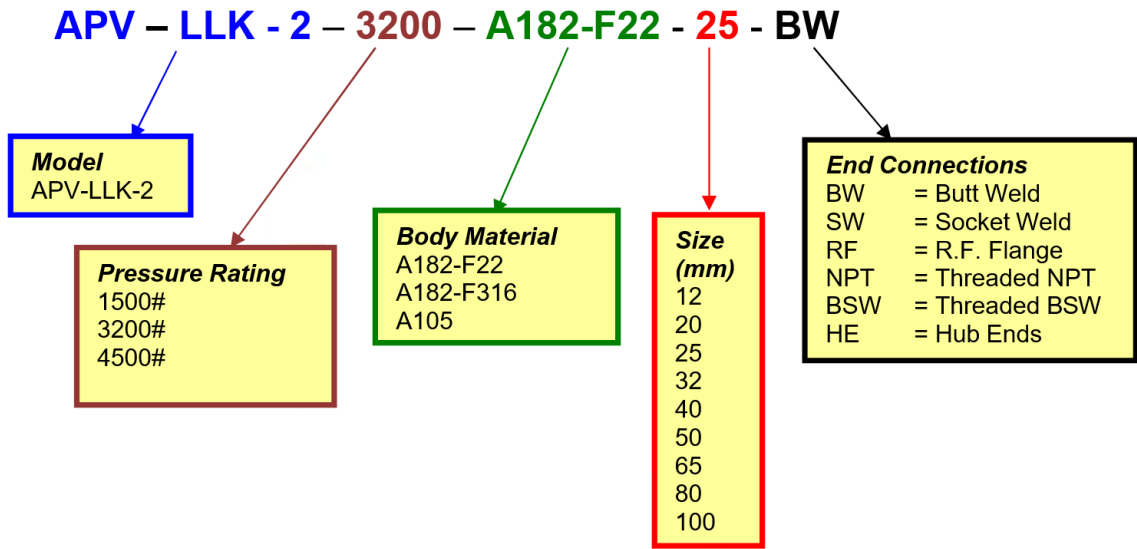 APV – LLK - 2 – 3200 – A182-F22 - 25 - BW
Model
APV-LLK-2
Pressure Rating
1500#
3200#
4500#
Body Material
A182-F22
A182-F316
A105
Size
(mm)
12
20
25
32
40
50
65
80
100
End Connections
BW = Butt Weld
SW = Socket Weld
RF = R.F. Flange
NPT = Threaded NPT
BSW = Threaded BSW
HE = Hub Ends